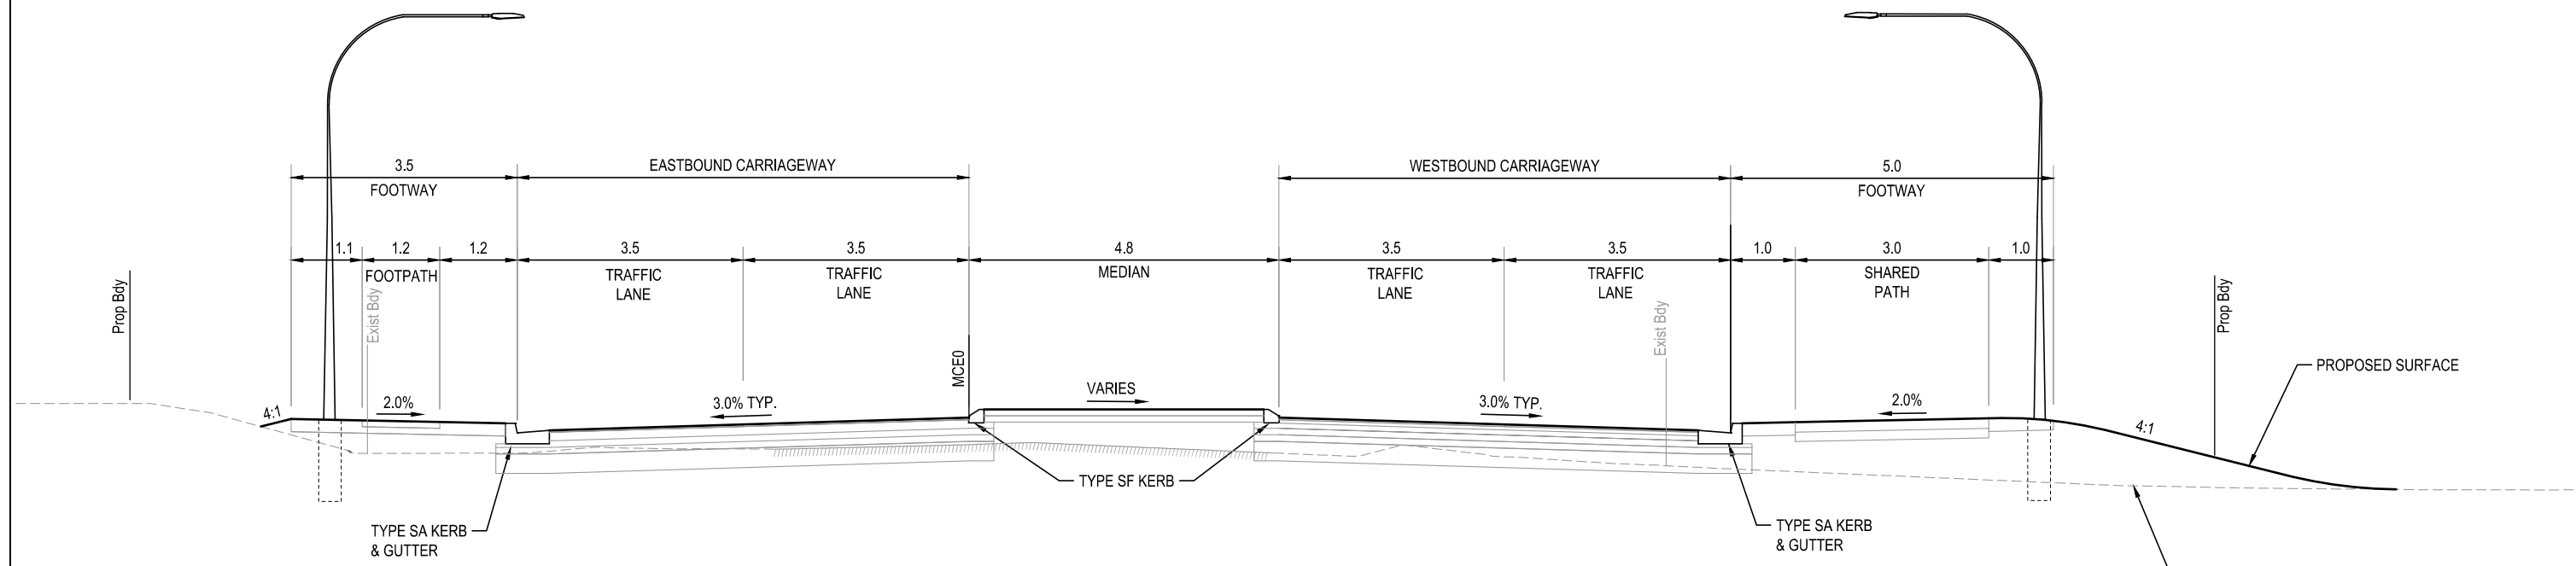 3.5
EASTBOUND CARRIAGEWAY
WESTBOUND CARRIAGEWAY
5.0
FOOTWAY
FOOTWAY
1.1
1.2
1.2
3.5
3.5
4.8
3.5
3.5
1.0
3.0
1.0
FOOTPATH
TRAFFIC
LANE
TRAFFIC
LANE
MEDIAN
TRAFFIC
LANE
TRAFFIC
LANE
SHARED
PATH
Prop Bdy
Exist Bdy
MCE0
Exist Bdy
Prop Bdy
4:1
2.0%
3.0% TYP.
VARIES
3.0% TYP.
2.0%
4:1
PROPOSED SURFACE
TYPE SF KERB
TYPE SA KERB
& GUTTER
TYPE SA KERB
& GUTTER